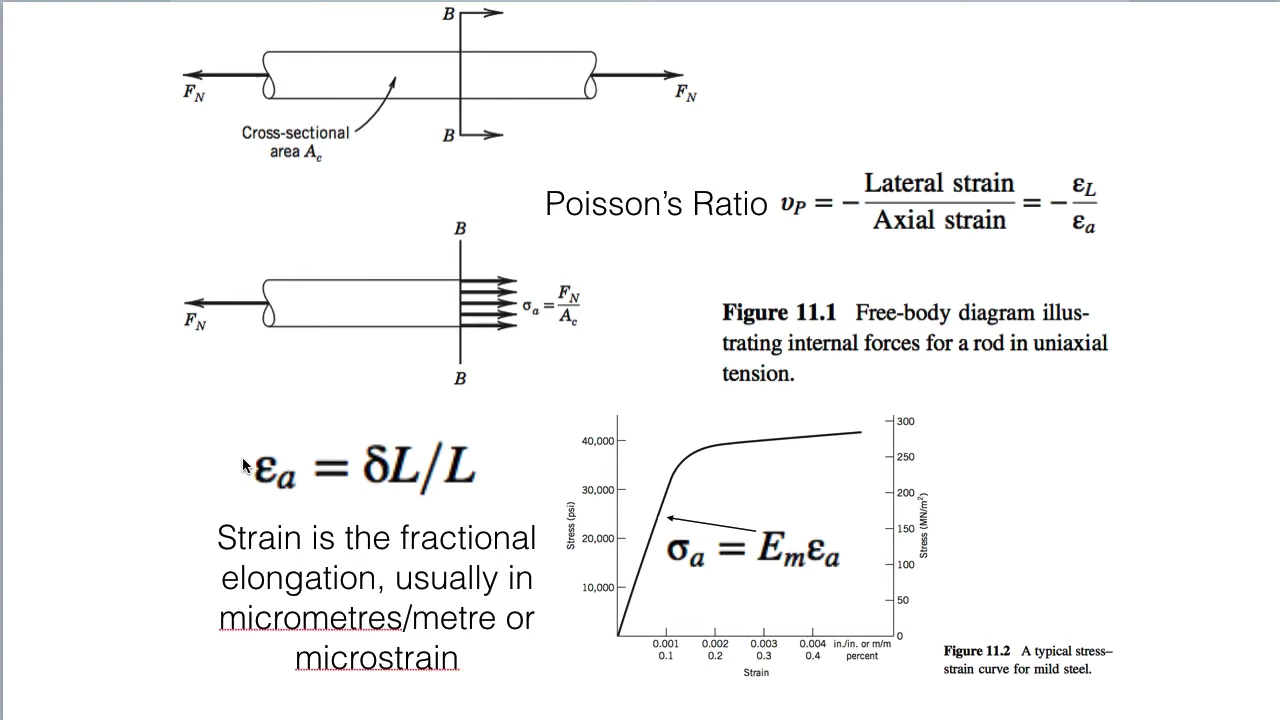 B
F_N
F_N
Cross-sectional
area A_c
B
Poisson's Ratio υ_P = − Lateral strain / Axial strain = − ε_L / ε_a
B
F_N
σ_a = F_N / A_c
B
Figure 11.1 Free-body diagram illus-
trating internal forces for a rod in uniaxial
tension.
ε_a = δL/L
Strain is the fractional
elongation, usually in
micrometres/metre or
microstrain
Stress (psi)
40,000
30,000
20,000
10,000
σ_a = E_m ε_a
300
250
200
150
100
50
0
Stress (MN/m²)
0.001 0.002 0.003 0.004 in./in. or m/m
0.1 0.2 0.3 0.4 percent
Strain
Figure 11.2 A typical stress–
strain curve for mild steel.